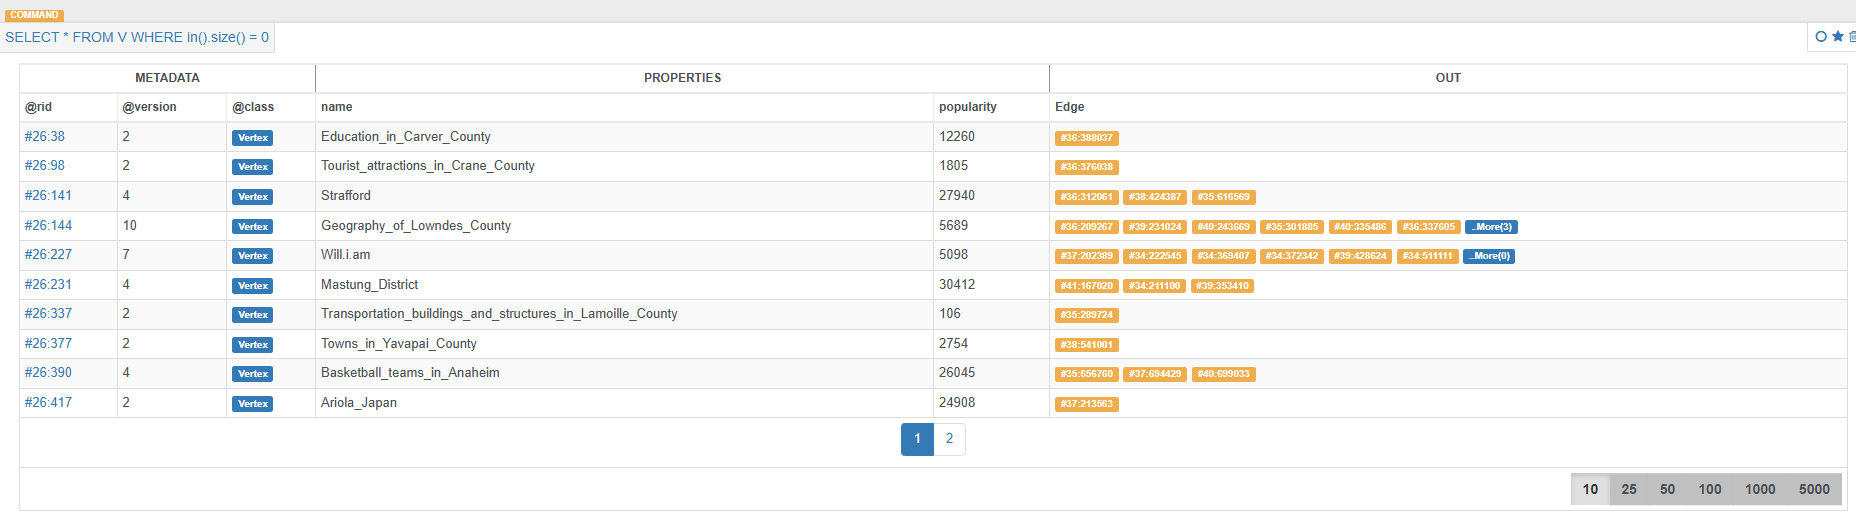 COMMAND
SELECT * FROM V WHERE in().size() = 0
METADATA PROPERTIES OUT
@rid @version @class name popularity Edge
#26:38 2 Vertex Education_in_Carver_County 12260 #36:388037
#26:98 2 Vertex Tourist_attractions_in_Crane_County 1805 #36:376038
#26:141 4 Vertex Strafford 27940 #36:312061 #38:424387 #35:616569
#26:144 10 Vertex Geography_of_Lowndes_County 5689 #36:209267 #39:231024 #40:243669 #35:301885 #40:335486 #36:337605 ..More(3)
#26:227 7 Vertex Will.i.am 5098 #37:202389 #34:222545 #34:369407 #34:372342 #39:428624 #34:511111 ..More(0)
#26:231 4 Vertex Mastung_District 30412 #41:167020 #34:211100 #39:353410
#26:337 2 Vertex Transportation_buildings_and_structures_in_Lamoille_County 106 #35:289724
#26:377 2 Vertex Towns_in_Yavapai_County 2754 #38:541001
#26:390 4 Vertex Basketball_teams_in_Anaheim 26045 #35:656760 #37:694429 #40:699033
#26:417 2 Vertex Ariola_Japan 24908 #37:213563
1 2
10 25 50 100 1000 5000